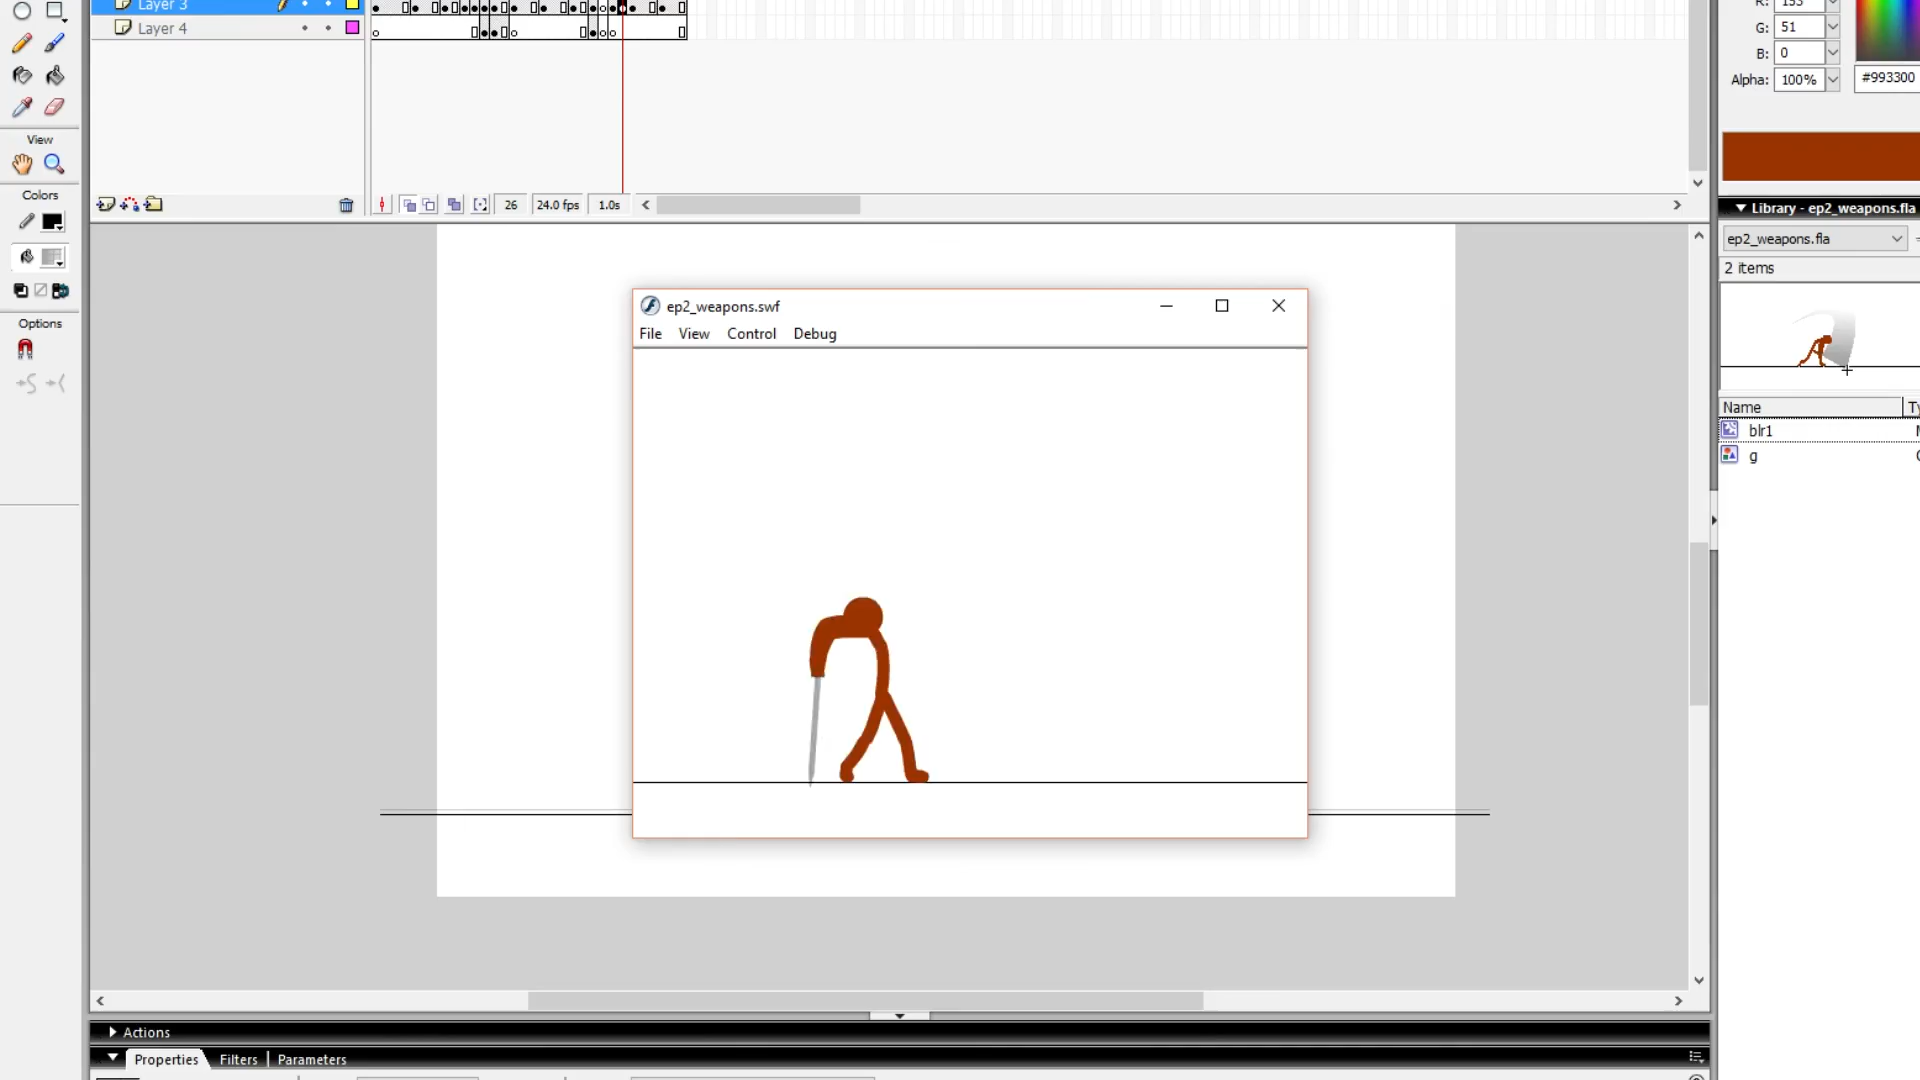 Layer 3
Layer 4
View
Colors
Options
26
24.0 fps
1.0s
R:
153
G:
51
B:
0
Alpha:
100%
#993300
Library - ep2_weapons.fla
ep2_weapons.fla
2 items
Name
blr1
g
ep2_weapons.swf
File
View
Control
Debug
Actions
Properties
Filters
Parameters